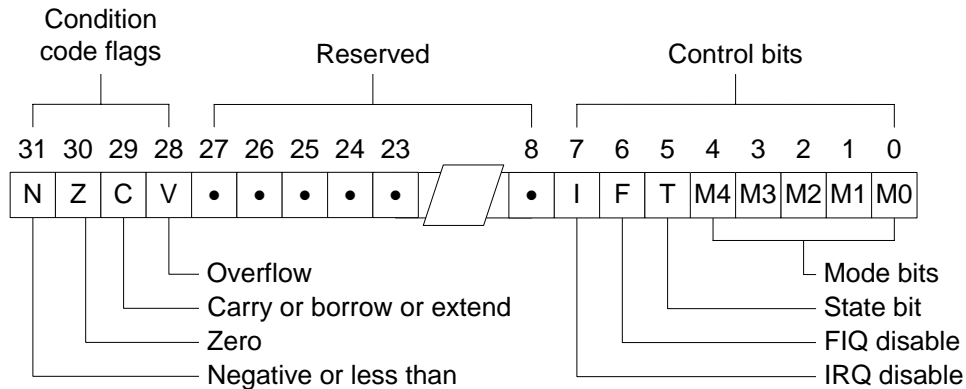 Condition
code flags
Reserved
Control bits
31 30 29 28 27 26 25 24 23 8 7 6 5 4 3 2 1 0
N Z C V • • • • • • I F T M4 M3 M2 M1 M0
Overflow
Mode bits
Carry or borrow or extend
State bit
Zero
FIQ disable
Negative or less than
IRQ disable